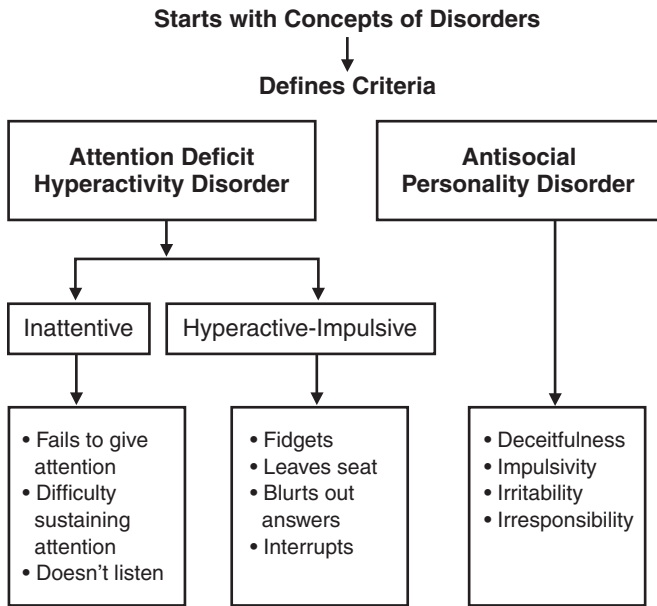 Starts with Concepts of Disorders
Defines Criteria
Attention Deficit
Hyperactivity Disorder
Antisocial
Personality Disorder
Inattentive
Hyperactive-Impulsive
• Fails to give
attention
• Difficulty
sustaining
attention
• Doesn't listen
• Fidgets
• Leaves seat
• Blurts out
answers
• Interrupts
• Deceitfulness
• Impulsivity
• Irritability
• Irresponsibility